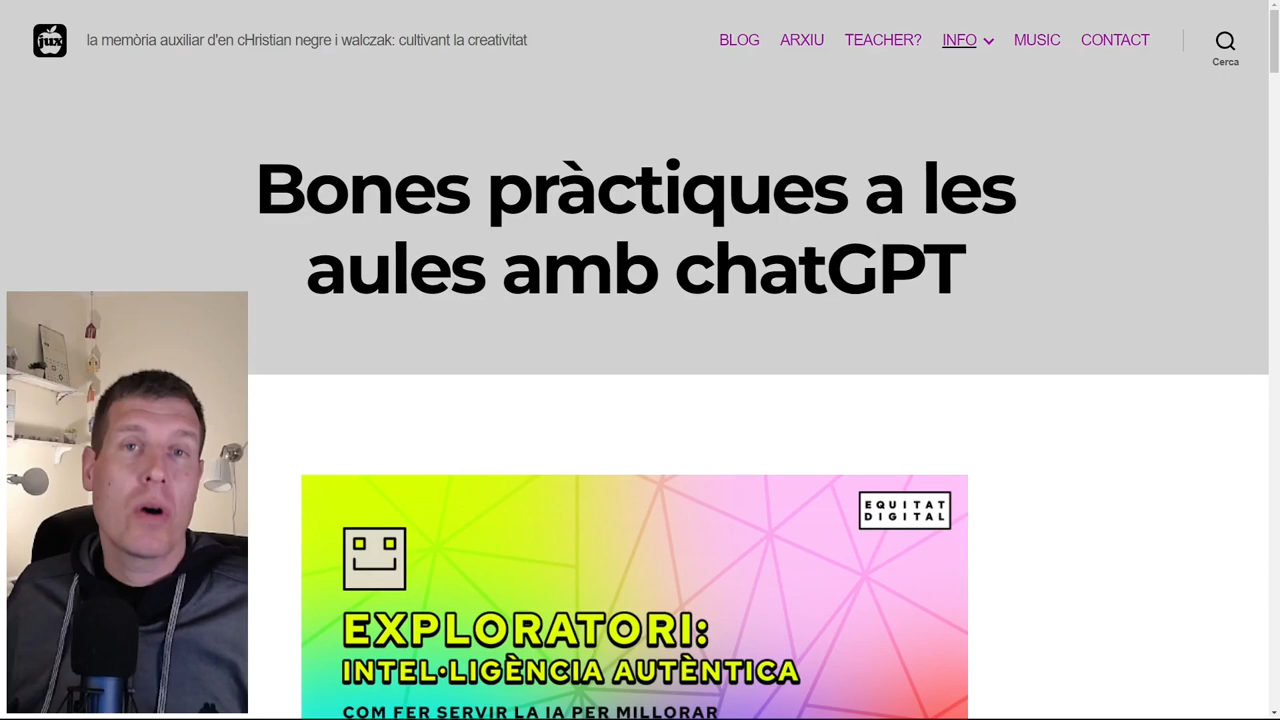 jux
la memòria auxiliar d'en cHristian negre i walczak: cultivant la creativitat
BLOG
ARXIU
TEACHER?
INFO
MUSIC
CONTACT
Cerca
Bones pràctiques a les
aules amb chatGPT
EQUITAT
DIGITAL
EXPLORATORI:
INTEL·LIGÈNCIA AUTÈNTICA
COM FER SERVIR LA IA PER MILLORAR